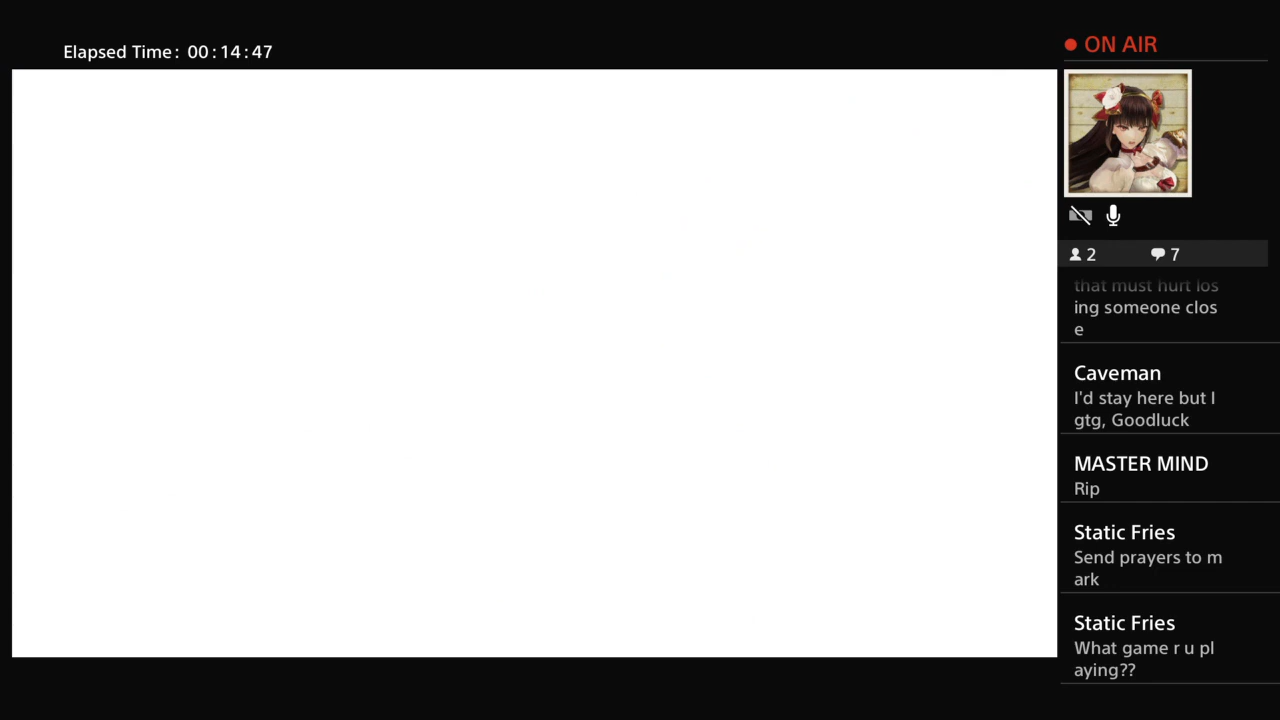 Elapsed Time: 00:14:47
ON AIR
2
7
that must hurt los
ing someone clos
e
Caveman
I'd stay here but I
gtg, Goodluck
MASTER MIND
Rip
Static Fries
Send prayers to m
ark
Static Fries
What game r u pl
aying??